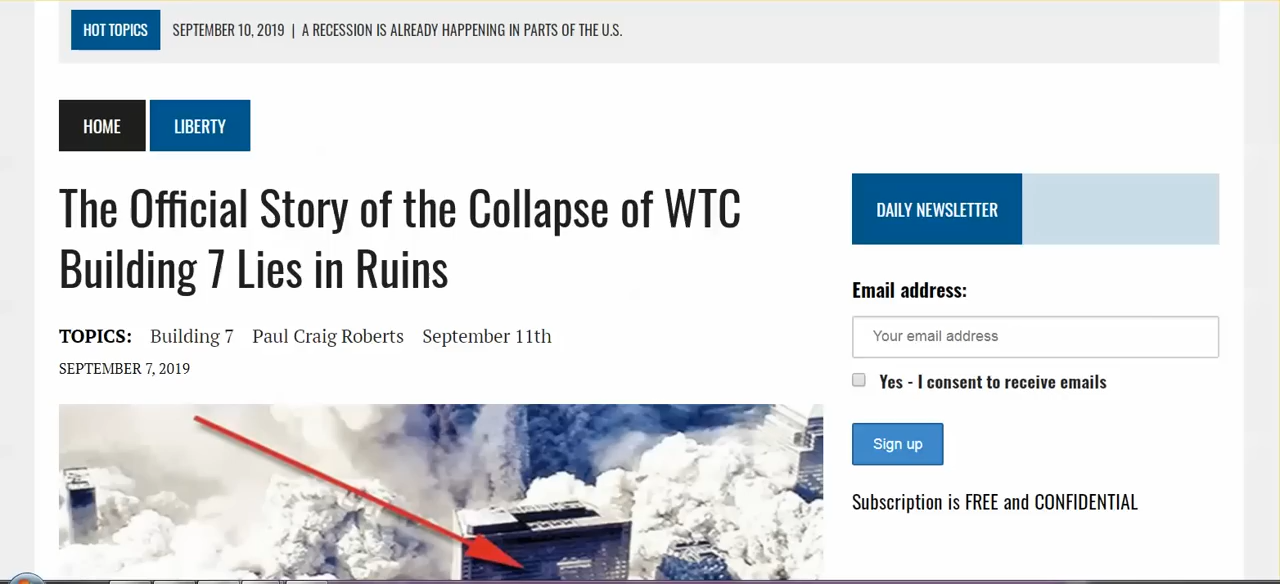 HOT TOPICS SEPTEMBER 10, 2019 | A RECESSION IS ALREADY HAPPENING IN PARTS OF THE U.S.
HOME LIBERTY
The Official Story of the Collapse of WTC
Building 7 Lies in Ruins
TOPICS: Building 7 Paul Craig Roberts September 11th
SEPTEMBER 7, 2019
DAILY NEWSLETTER
Email address:
Your email address
Yes - I consent to receive emails
Sign up
Subscription is FREE and CONFIDENTIAL